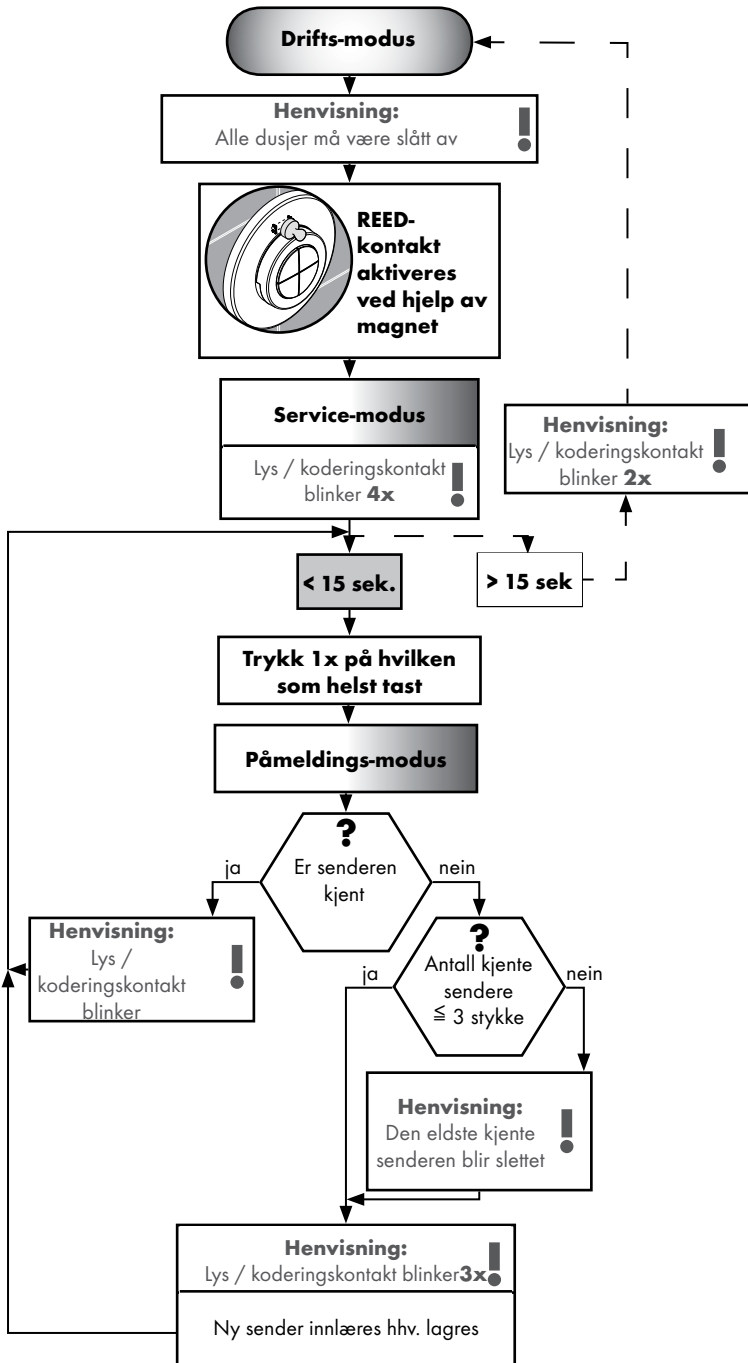 Drifts-modus
Henvisning:
Alle dusjer må være slått av
!
REED-
kontakt
aktiveres
ved hjelp av
magnet
Service-modus
Lys / koderingskontakt
blinker 4x
!
Henvisning:
Lys / koderingskontakt
blinker 2x
!
< 15 sek.
> 15 sek
Trykk 1x på hvilken
som helst tast
Påmeldings-modus
?
Er senderen
kjent
ja
nein
Henvisning:
Lys /
koderingskontakt
blinker
!
?
Antall kjente
sendere
≦ 3 stykke
ja
nein
Henvisning:
Den eldste kjente
senderen blir slettet
!
Henvisning:
Lys / koderingskontakt blinker3x
!
Ny sender innlæres hhv. lagres